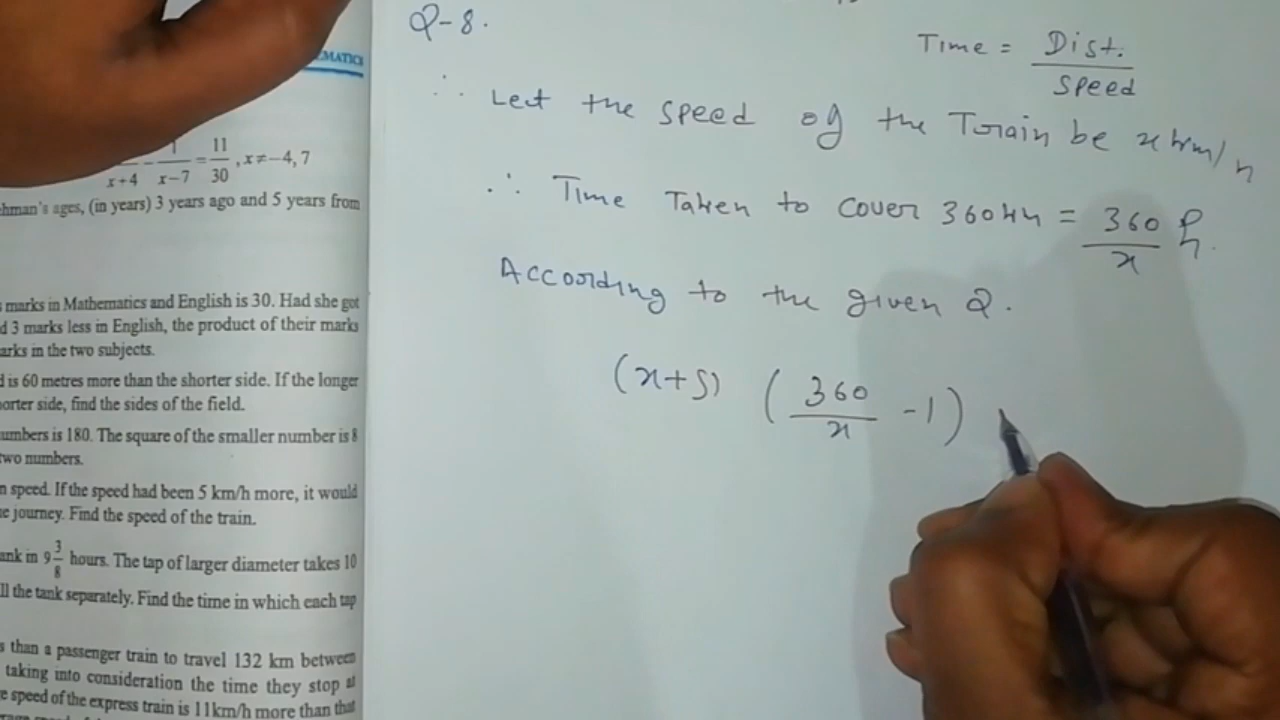 EMATICS
1/(x+4) - 1/(x-7) = 11/30, x ≠ -4, 7
hman's ages, (in years) 3 years ago and 5 years from
marks in Mathematics and English is 30. Had she got
d 3 marks less in English, the product of their marks
arks in the two subjects.
d is 60 metres more than the shorter side. If the longer
orter side, find the sides of the field.
umbers is 180. The square of the smaller number is 8
two numbers.
n speed. If the speed had been 5 km/h more, it would
e journey. Find the speed of the train.
ank in 9 3/8 hours. The tap of larger diameter takes 10
ll the tank separately. Find the time in which each tap
s than a passenger train to travel 132 km between
taking into consideration the time they stop at
e speed of the express train is 11km/h more than that
Q-8.
Time = Dist. / Speed
∴ Let the speed of the Train be x km/h
∴ Time Taken to cover 360km = 360/x h.
According to the given Q.
(x+5) (360/x - 1)